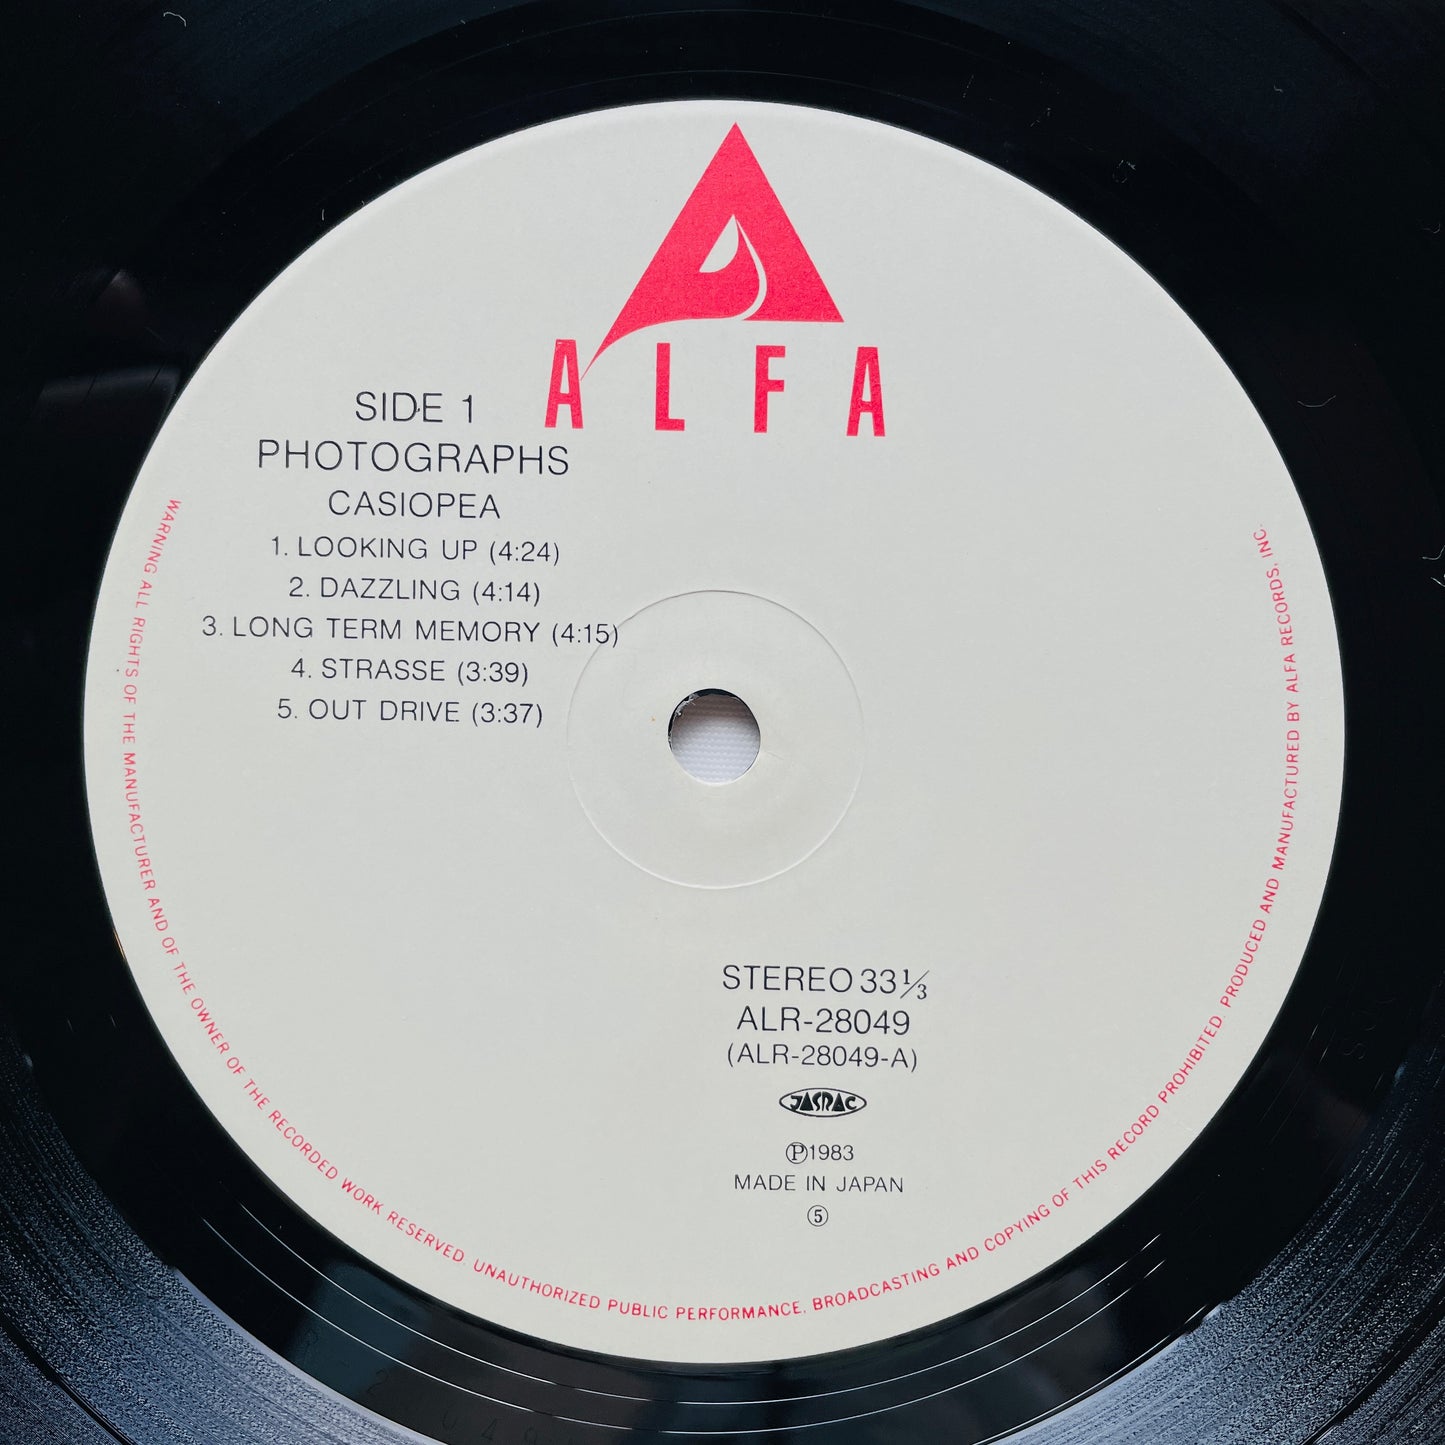 ALFA
SIDE 1
PHOTOGRAPHS
CASIOPEA
1. LOOKING UP (4:24)
2. DAZZLING (4:14)
3. LONG TERM MEMORY (4:15)
4. STRASSE (3:39)
5. OUT DRIVE (3:37)
STEREO 33⅓
ALR-28049
(ALR-28049-A)
JASRAC
Ⓟ1983
MADE IN JAPAN
⑤
WARNING ALL RIGHTS OF THE MANUFACTURER AND OF THE OWNER OF THE RECORDED WORK RESERVED. UNAUTHORIZED PUBLIC PERFORMANCE. BROADCASTING AND COPYING OF THIS RECORD PROHIBITED. PRODUCED AND MANUFACTURED BY ALFA RECORDS, INC.